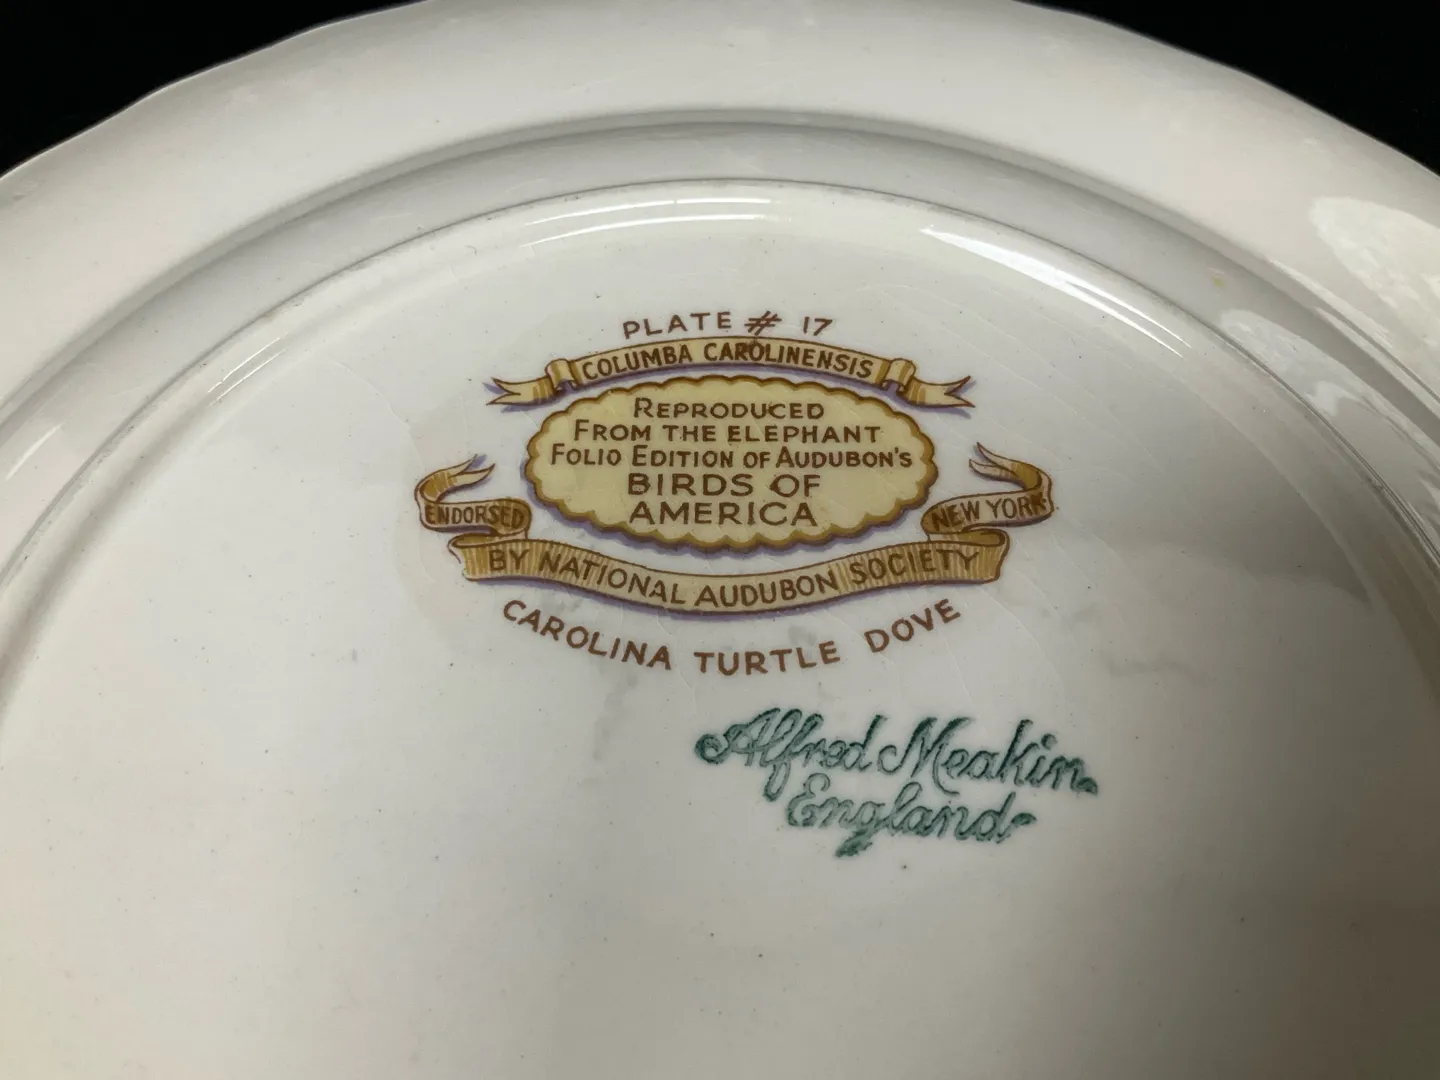 PLATE # 17
COLUMBA CAROLINENSIS
REPRODUCED
FROM THE ELEPHANT
FOLIO EDITION OF AUDUBON'S
BIRDS OF
AMERICA
ENDORSED
BY NATIONAL AUDUBON SOCIETY
NEW YORK
CAROLINA TURTLE DOVE
Alfred Meakin
England